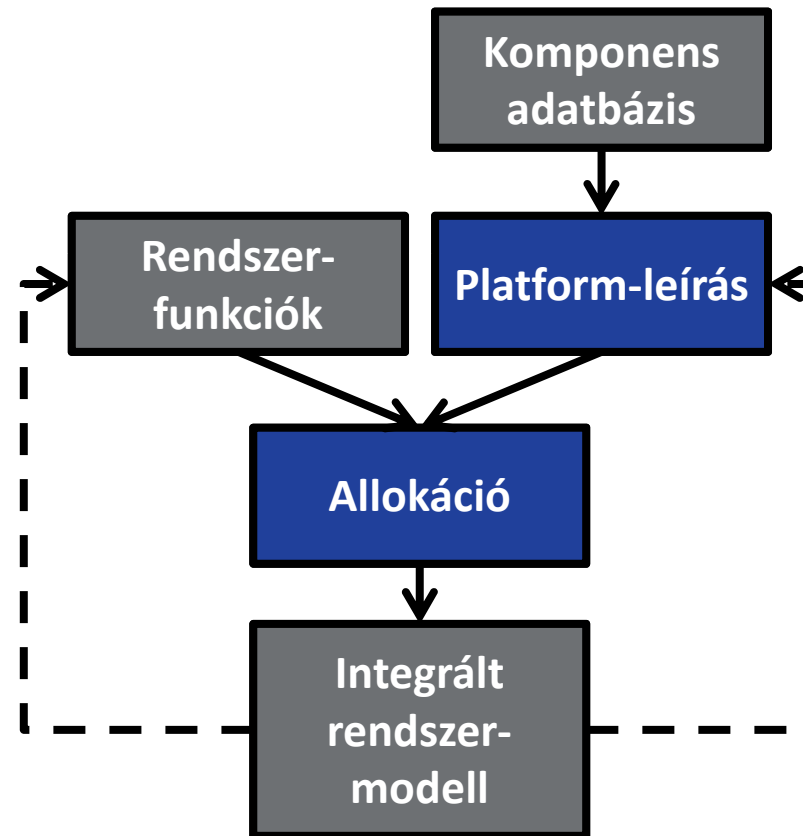 Komponens
adatbázis
Rendszer-
funkciók
Platform-leírás
Allokáció
Integrált
rendszer-
modell